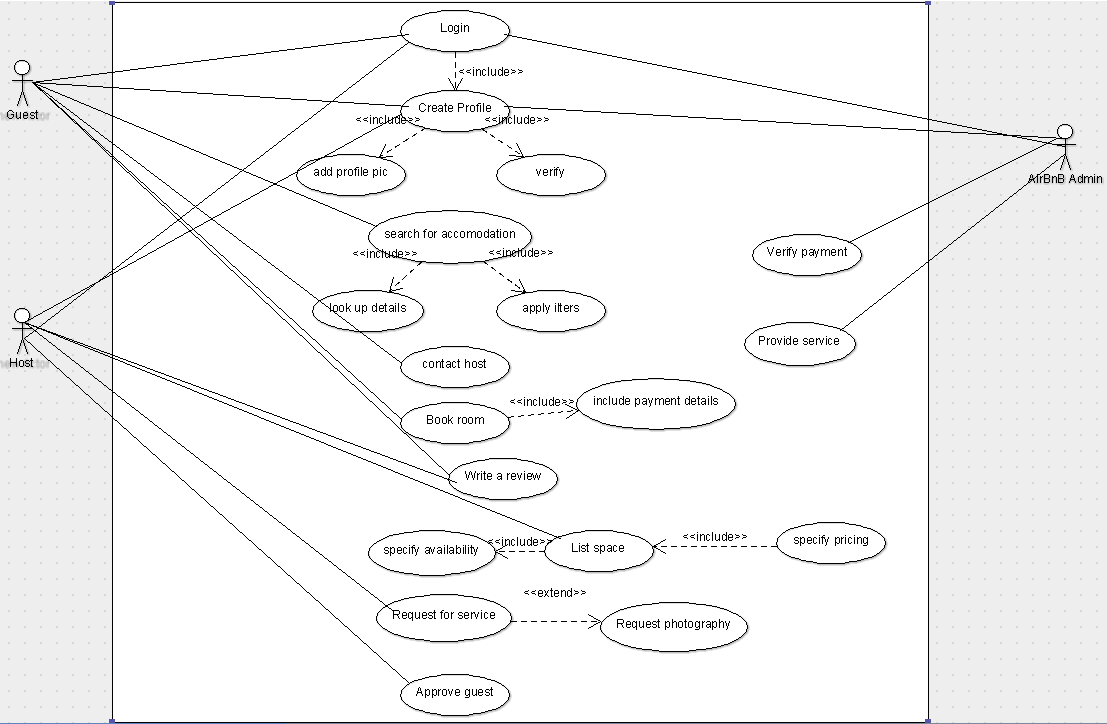 Login
<<include>>
Guest
Create Profile
<<include>>
<<include>>
add profile pic
verify
AirBnB Admin
search for accomodation
<<include>>
<<include>>
Verify payment
look up details
apply ilters
Provide service
Host
contact host
<<include>>
include payment details
Book room
Write a review
specify availability
<<include>>
List space
<<include>>
specify pricing
<<extend>>
Request for service
Request photography
Approve guest